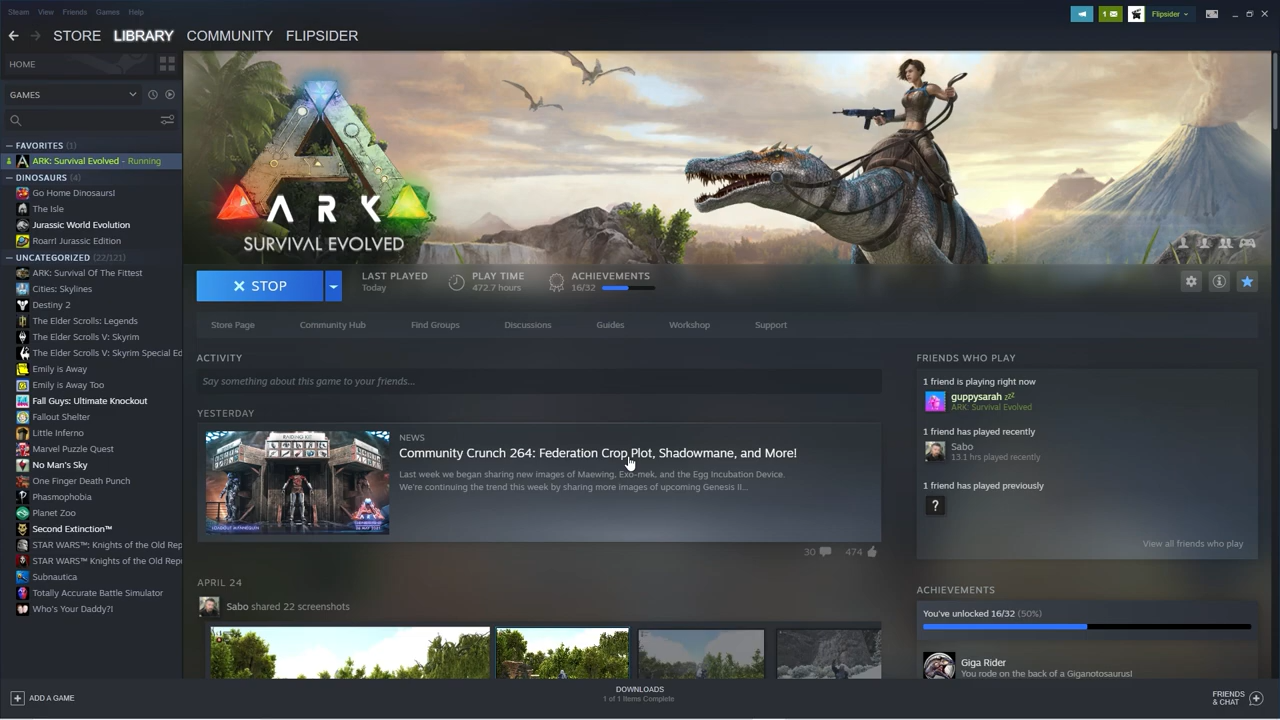 Steam View Friends Games Help
1
Flipsider
STORE LIBRARY COMMUNITY FLIPSIDER
HOME
GAMES
FAVORITES (1)
ARK: Survival Evolved - Running
DINOSAURS (4)
Go Home Dinosaurs!
The Isle
Jurassic World Evolution
Roarr! Jurassic Edition
UNCATEGORIZED (22/121)
ARK: Survival Of The Fittest
Cities: Skylines
Destiny 2
The Elder Scrolls: Legends
The Elder Scrolls V: Skyrim
The Elder Scrolls V: Skyrim Special Ed
Emily is Away
Emily is Away Too
Fall Guys: Ultimate Knockout
Fallout Shelter
Little Inferno
Marvel Puzzle Quest
No Man's Sky
One Finger Death Punch
Phasmophobia
Planet Zoo
Second Extinction™
STAR WARS™: Knights of the Old Rep
STAR WARS™ Knights of the Old Repu
Subnautica
Totally Accurate Battle Simulator
Who's Your Daddy?!
ADD A GAME
ARK
SURVIVAL EVOLVED
STOP
LAST PLAYED
Today
PLAY TIME
472.7 hours
ACHIEVEMENTS
16/32
Store Page Community Hub Find Groups Discussions Guides Workshop Support
ACTIVITY
Say something about this game to your friends...
YESTERDAY
NEWS
Community Crunch 264: Federation Crop Plot, Shadowmane, and More!
Last week we began sharing new images of Maewing, Exo-mek, and the Egg Incubation Device.
We're continuing the trend this week by sharing more images of upcoming Genesis II...
LOADOUT MANNEQUIN
ARK
30 474
APRIL 24
Sabo shared 22 screenshots
FRIENDS WHO PLAY
1 friend is playing right now
guppysarah zzz
ARK: Survival Evolved
1 friend has played recently
Sabo
13.1 hrs played recently
1 friend has played previously
?
View all friends who play
ACHIEVEMENTS
You've unlocked 16/32 (50%)
Giga Rider
You rode on the back of a Giganotosaurus!
DOWNLOADS
1 of 1 Items Complete
FRIENDS
& CHAT